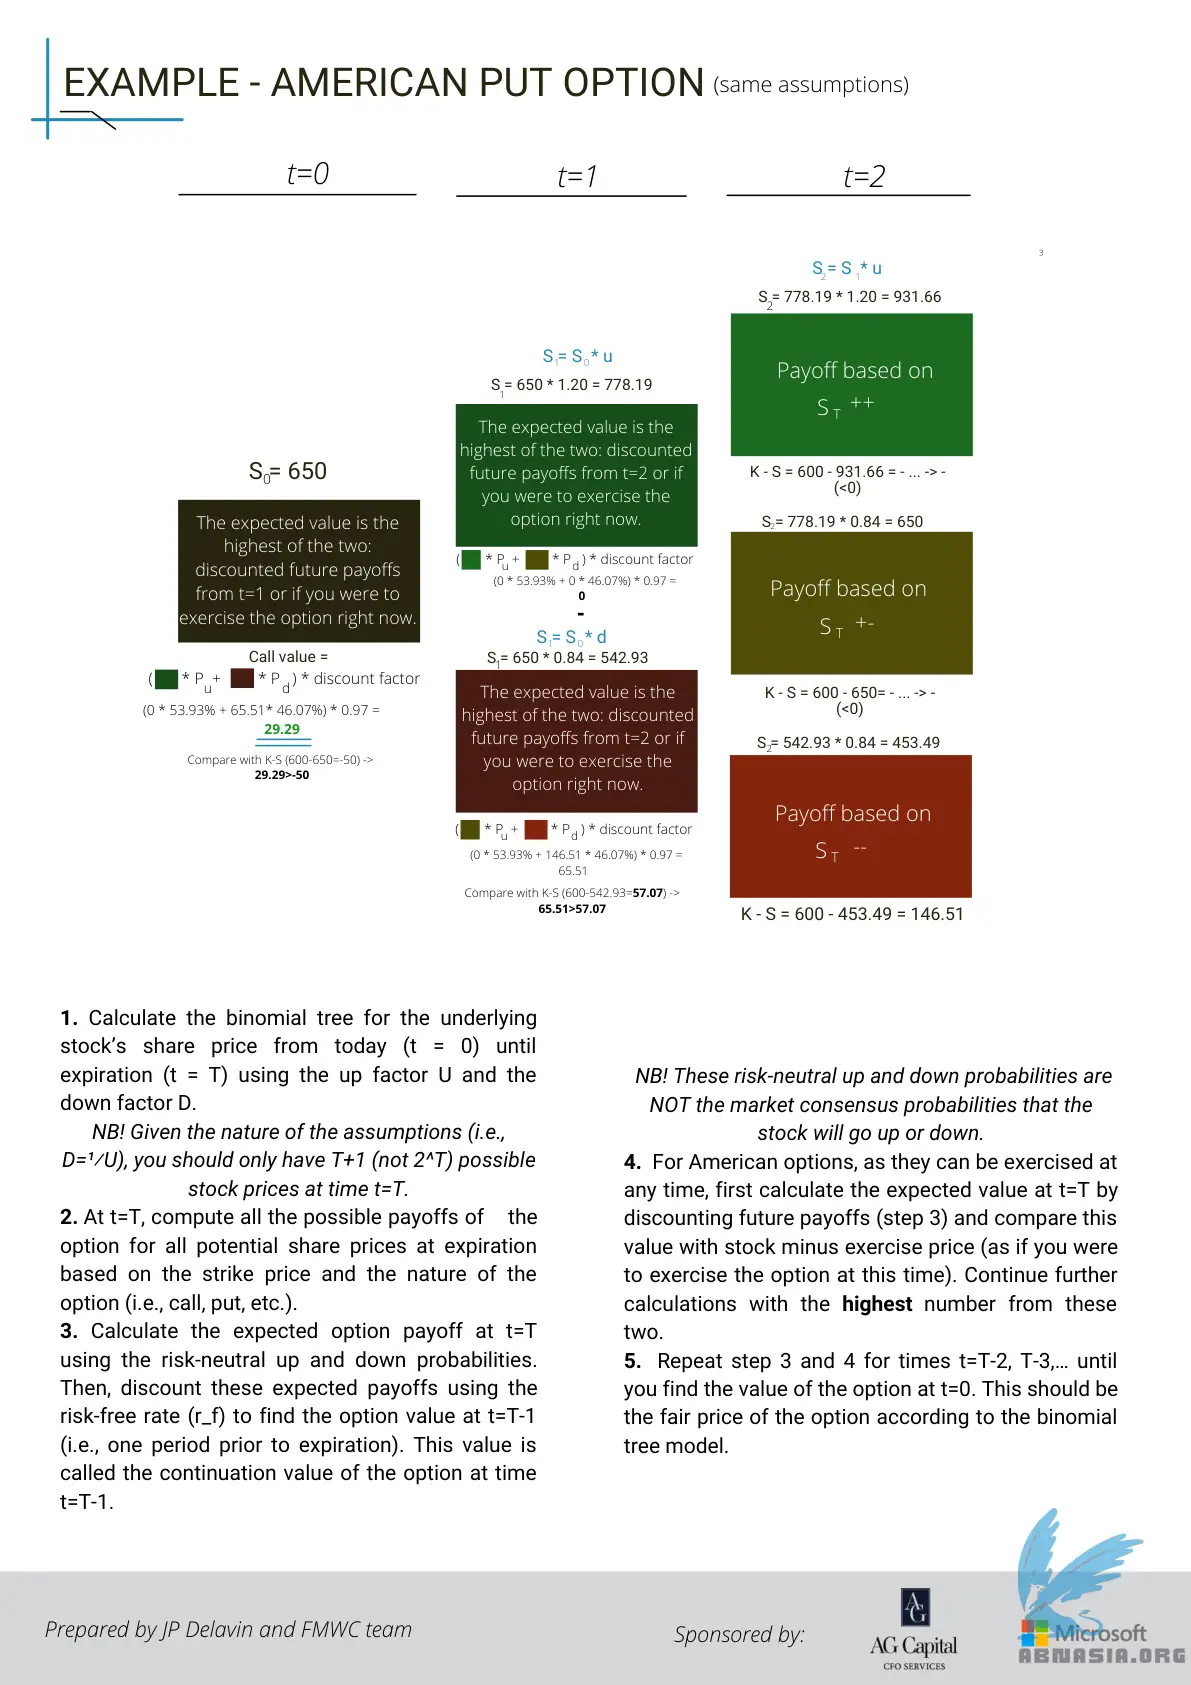 EXAMPLE - AMERICAN PUT OPTION (same assumptions)
t=0
t=1
t=2
3
S2= S1* u
S2= 778.19 * 1.20 = 931.66
Payoff based on
ST ++
K - S = 600 - 931.66 = - ... -> -
(<0)
S2= 778.19 * 0.84 = 650
Payoff based on
ST +-
K - S = 600 - 650= - ... -> -
(<0)
S2= 542.93 * 0.84 = 453.49
Payoff based on
ST --
K - S = 600 - 453.49 = 146.51
S1= S0* u
S1= 650 * 1.20 = 778.19
The expected value is the
highest of the two: discounted
future payoffs from t=2 or if
you were to exercise the
option right now.
( * Pu + * Pd ) * discount factor
(0 * 53.93% + 0 * 46.07%) * 0.97 =
0
-
S1= S0* d
S1= 650 * 0.84 = 542.93
The expected value is the
highest of the two: discounted
future payoffs from t=2 or if
you were to exercise the
option right now.
( * Pu + * Pd ) * discount factor
(0 * 53.93% + 146.51 * 46.07%) * 0.97 =
65.51
Compare with K-S (600-542.93=57.07) ->
65.51>57.07
S0= 650
The expected value is the
highest of the two:
discounted future payoffs
from t=1 or if you were to
exercise the option right now.
Call value =
( * Pu + * Pd ) * discount factor
(0 * 53.93% + 65.51* 46.07%) * 0.97 =
29.29
Compare with K-S (600-650=-50) ->
29.29>-50
1. Calculate the binomial tree for the underlying
stock’s share price from today (t = 0) until
expiration (t = T) using the up factor U and the
down factor D.
NB! Given the nature of the assumptions (i.e.,
D=¹⁄U), you should only have T+1 (not 2^T) possible
stock prices at time t=T.
2. At t=T, compute all the possible payoffs of the
option for all potential share prices at expiration
based on the strike price and the nature of the
option (i.e., call, put, etc.).
3. Calculate the expected option payoff at t=T
using the risk-neutral up and down probabilities.
Then, discount these expected payoffs using the
risk-free rate (r_f) to find the option value at t=T-1
(i.e., one period prior to expiration). This value is
called the continuation value of the option at time
t=T-1.
NB! These risk-neutral up and down probabilities are
NOT the market consensus probabilities that the
stock will go up or down.
4. For American options, as they can be exercised at
any time, first calculate the expected value at t=T by
discounting future payoffs (step 3) and compare this
value with stock minus exercise price (as if you were
to exercise the option at this time). Continue further
calculations with the highest number from these
two.
5. Repeat step 3 and 4 for times t=T-2, T-3,… until
you find the value of the option at t=0. This should be
the fair price of the option according to the binomial
tree model.
Prepared by JP Delavin and FMWC team
Sponsored by:
AG
AG Capital
CFO SERVICES
Microsoft
ABNASIA.ORG